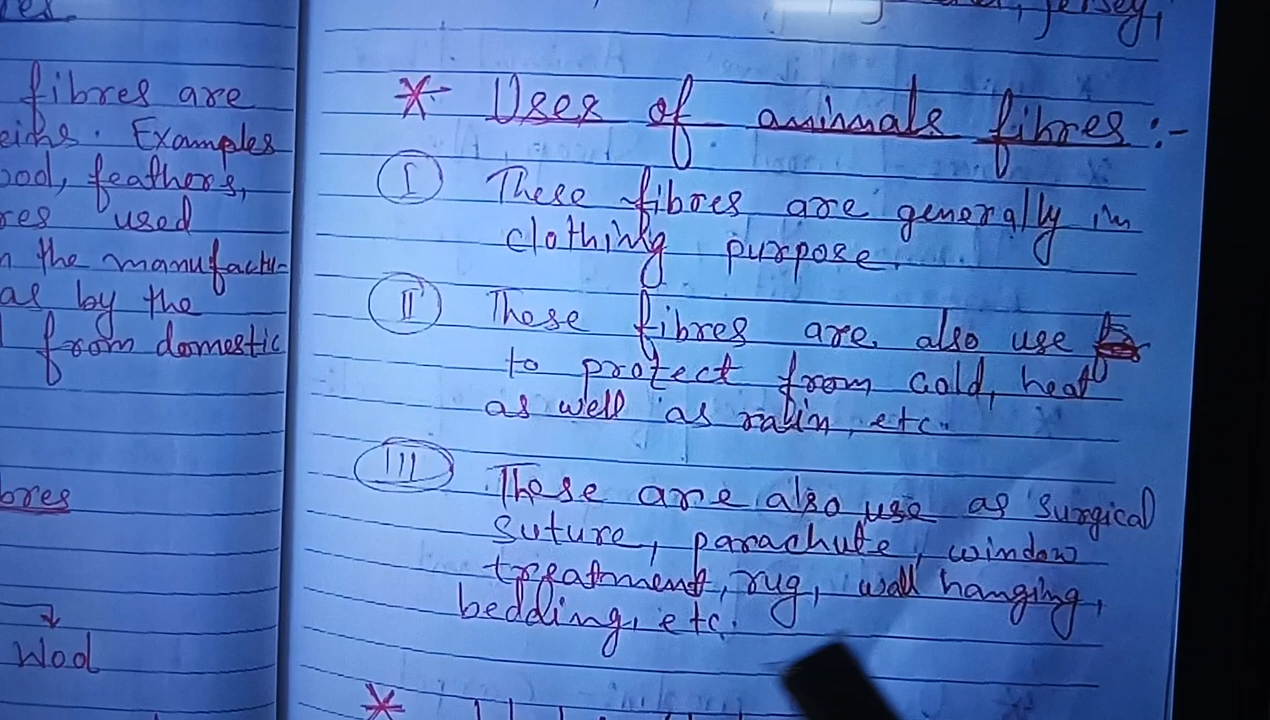 fibres are
Examples
feathers,
used
the manufactu-
as by the
from domestic
Wool
jersey,
* Uses of animals fibres :-
I These fibres are generally in
clothing purpose.
II These fibres are also use
to protect from cold, heat
as well as rain, etc.
III These are also use as surgical
suture, parachute, window
treatment, rug, wall hanging,
bedding, etc.
*